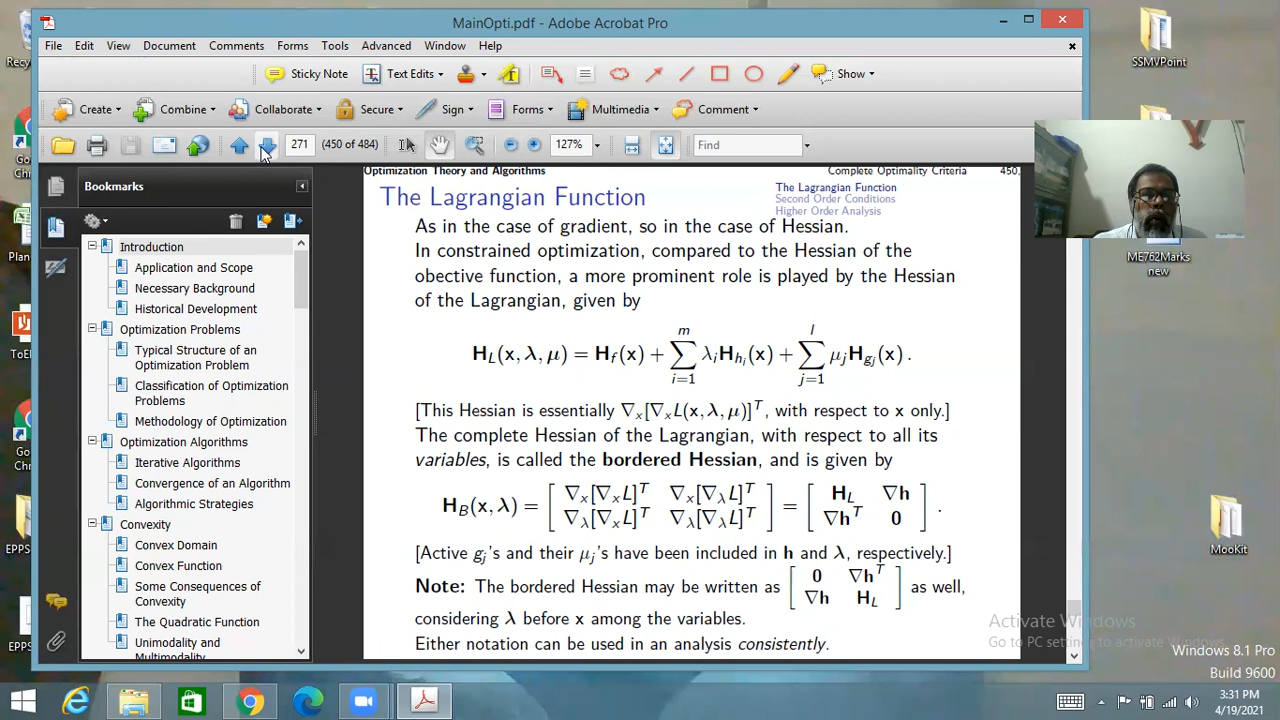 MainOpti.pdf - Adobe Acrobat Pro
File Edit View Document Comments Forms Tools Advanced Window Help
Sticky Note Text Edits Show
Create Combine Collaborate Secure Sign Forms Multimedia Comment
271 (450 of 484) 127% Find
Bookmarks
Introduction
Application and Scope
Necessary Background
Historical Development
Optimization Problems
Typical Structure of an
Optimization Problem
Classification of Optimization
Problems
Methodology of Optimization
Optimization Algorithms
Iterative Algorithms
Convergence of an Algorithm
Algorithmic Strategies
Convexity
Convex Domain
Convex Function
Some Consequences of
Convexity
The Quadratic Function
Unimodality and
Multimodality
Optimization Theory and Algorithms Complete Optimality Criteria 450,
The Lagrangian Function
The Lagrangian Function
Second Order Conditions
Higher Order Analysis
As in the case of gradient, so in the case of Hessian.
In constrained optimization, compared to the Hessian of the
obective function, a more prominent role is played by the Hessian
of the Lagrangian, given by
H_L(x, λ, μ) = H_f(x) + ∑_{i=1}^{m} λ_i H_{h_i}(x) + ∑_{j=1}^{l} μ_j H_{g_j}(x) .
[This Hessian is essentially ∇_x[∇_x L(x, λ, μ)]^T, with respect to x only.]
The complete Hessian of the Lagrangian, with respect to all its
variables, is called the bordered Hessian, and is given by
H_B(x, λ) = [ ∇_x[∇_x L]^T ∇_x[∇_λ L]^T ; ∇_λ[∇_x L]^T ∇_λ[∇_λ L]^T ] = [ H_L ∇h ; ∇h^T 0 ] .
[Active g_j's and their μ_j's have been included in h and λ, respectively.]
Note: The bordered Hessian may be written as [ 0 ∇h^T ; ∇h H_L ] as well,
considering λ before x among the variables.
Either notation can be used in an analysis consistently.
SSMVPoint
ME762Marks
new
MooKit
Activate Windows
Go to PC settings to activate Windows.
Windows 8.1 Pro
Build 9600
3:31 PM
4/19/2021